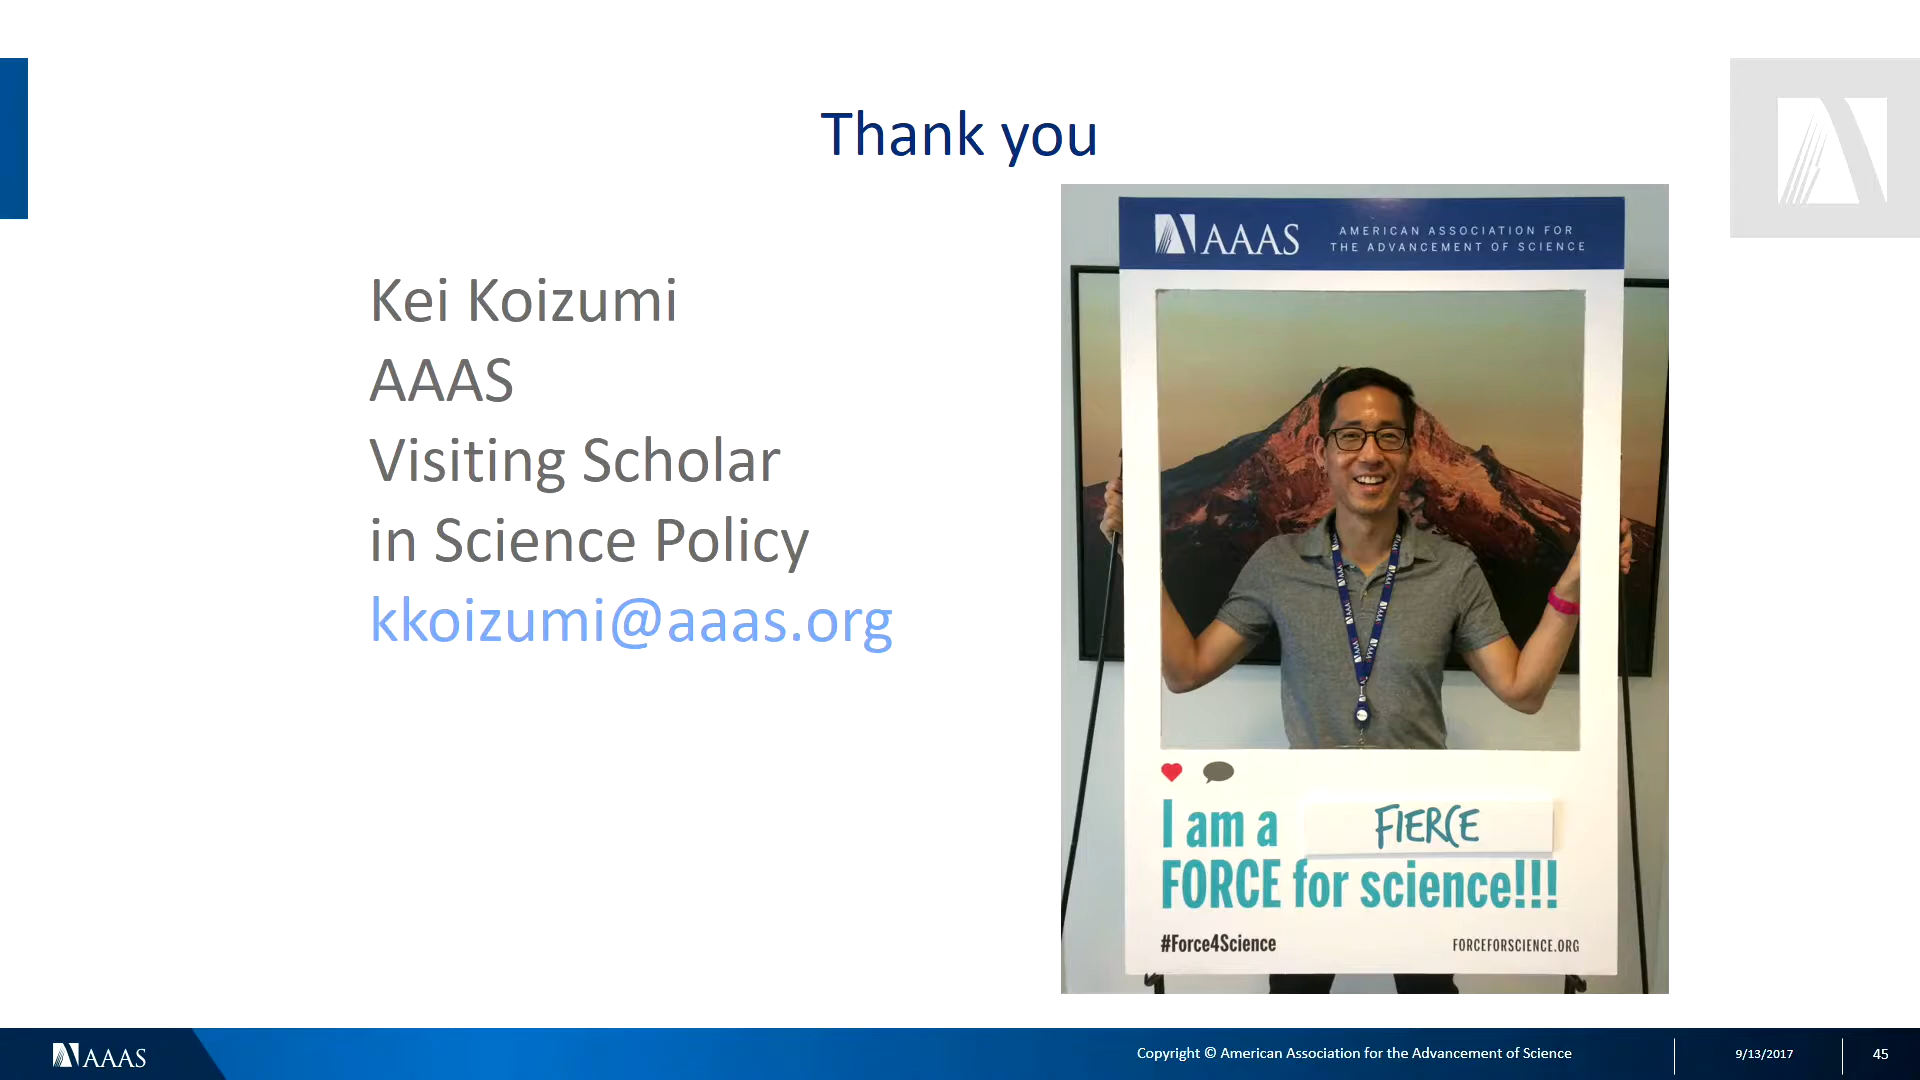 Thank you
Kei Koizumi
AAAS
Visiting Scholar
in Science Policy
kkoizumi@aaas.org
AAAS
AMERICAN ASSOCIATION FOR
THE ADVANCEMENT OF SCIENCE
I am a FIERCE
FORCE for science!!!
#Force4Science
FORCEFORSCIENCE.ORG
AAAS
Copyright © American Association for the Advancement of Science
9/13/2017
45